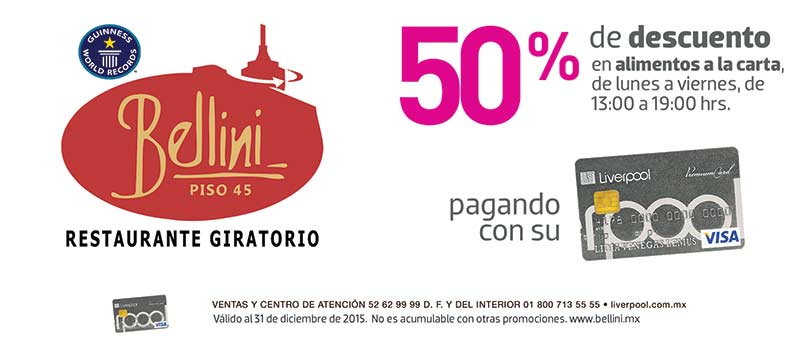 GUINNESS
WORLD RECORDS
Bellini
PISO 45
RESTAURANTE GIRATORIO
50%
de descuento
en alimentos a la carta,
de lunes a viernes, de
13:00 a 19:00 hrs.
pagando
con su
Liverpool
PremiumCard
VISA
Liverpool
VISA
VENTAS Y CENTRO DE ATENCIÓN 52 62 99 99 D. F. Y DEL INTERIOR 01 800 713 55 55 • liverpool.com.mx
Válido al 31 de diciembre de 2015. No es acumulable con otras promociones. www.bellini.mx